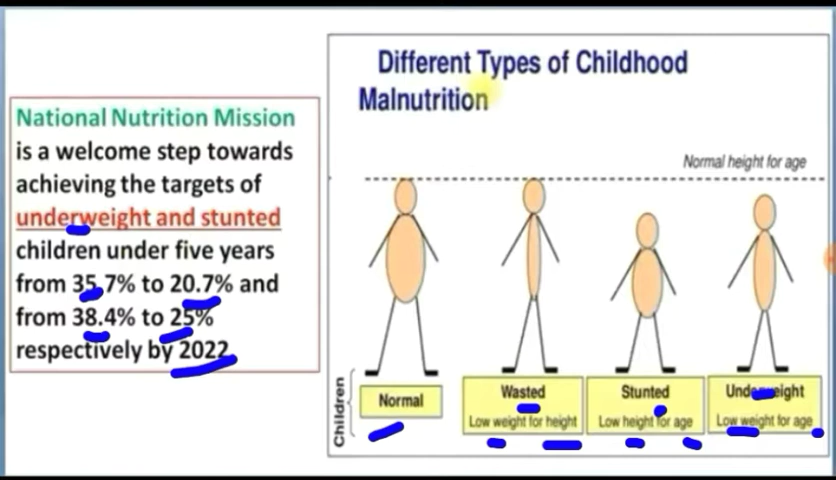 National Nutrition Mission
is a welcome step towards
achieving the targets of
underweight and stunted
children under five years
from 35.7% to 20.7% and
from 38.4% to 25%
respectively by 2022
Different Types of Childhood
Malnutrition
Normal height for age
Children
Normal
Wasted
Low weight for height
Stunted
Low height for age
Underweight
Low weight for age